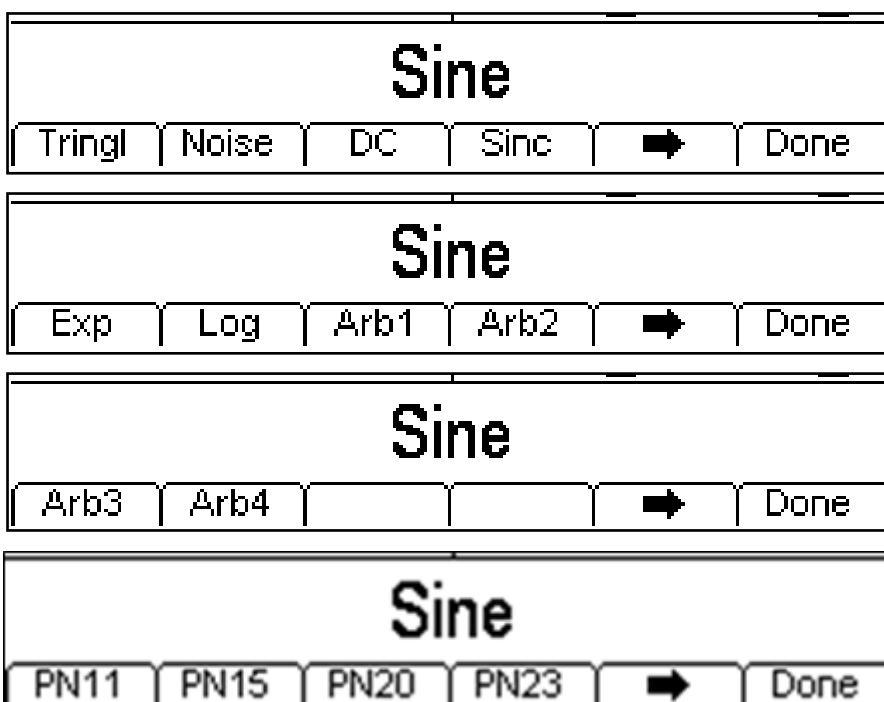 Sine
Tringl Noise DC Sinc ➡ Done
Sine
Exp Log Arb1 Arb2 ➡ Done
Sine
Arb3 Arb4 ➡ Done
Sine
PN11 PN15 PN20 PN23 ➡ Done